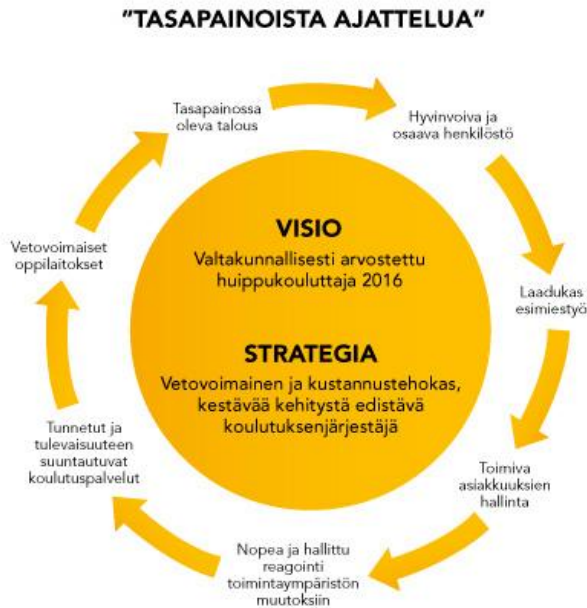 "TASAPAINOISTA AJATTELUA"
Tasapainossa
oleva talous
Hyvinvoiva ja
osaava henkilöstö
Laadukas
esimiestyö
Toimiva
asiakkuuksien
hallinta
Nopea ja hallittu
reagointi
toimintaympäristön
muutoksiin
Tunnetut ja
tulevaisuuteen
suuntautuvat
koulutuspalvelut
Vetovoimaiset
oppilaitokset
VISIO
Valtakunnallisesti arvostettu
huippukouluttaja 2016
STRATEGIA
Vetovoimainen ja kustannustehokas,
kestävää kehitystä edistävä
koulutuksenjärjestäjä